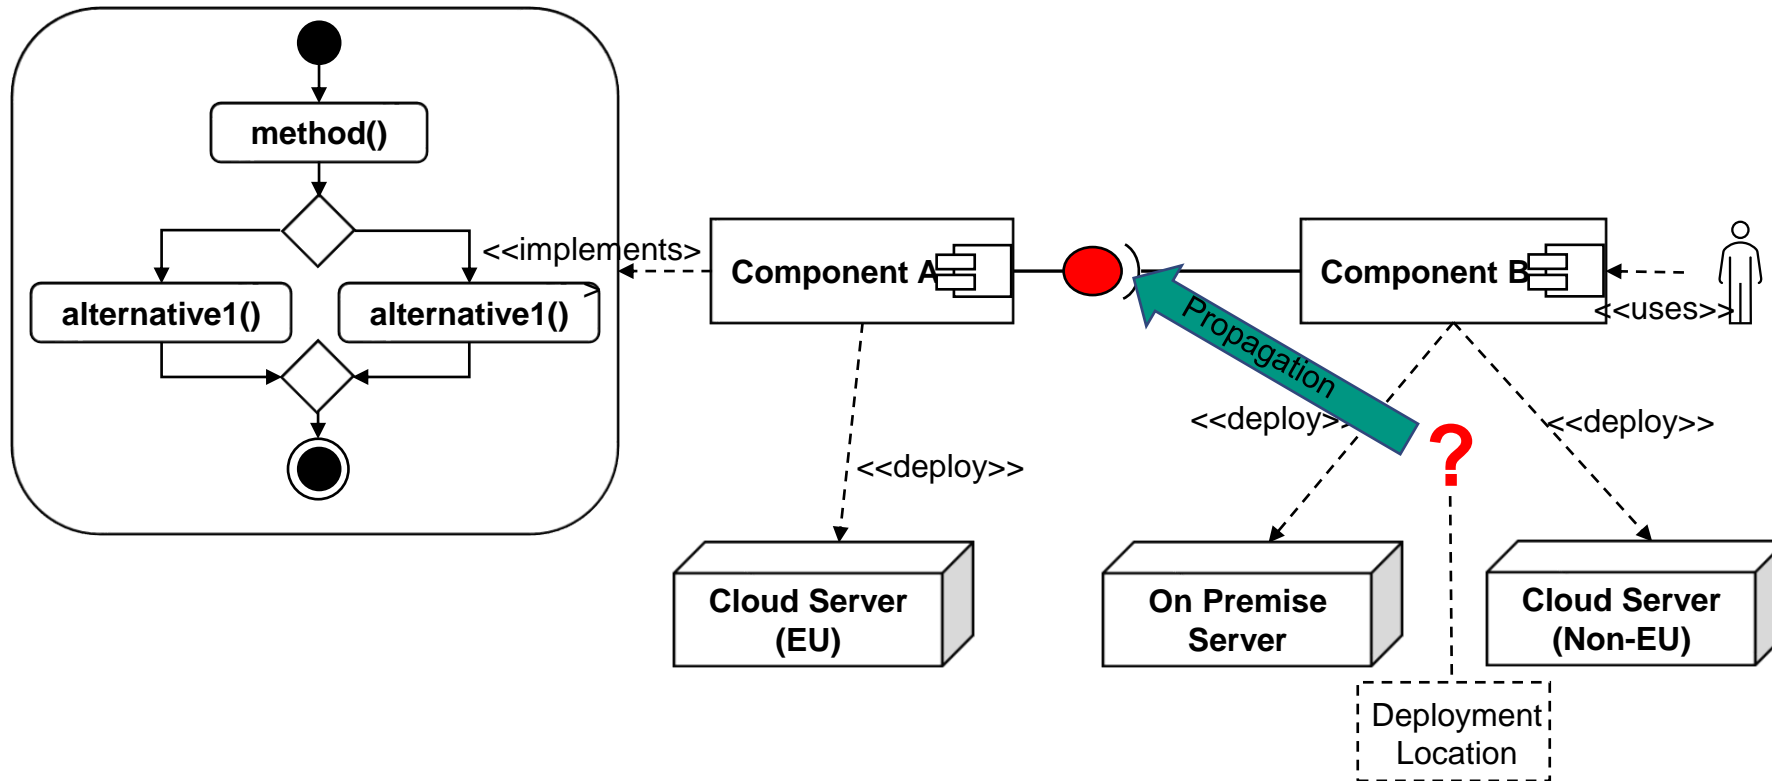 method()
alternative1()
alternative1()
<<implements>
>
Component A
Component B
<<uses>>
Propagation
<<deploy>>
<<deploy>>
<<deploy>>
?
Cloud Server
(EU)
On Premise
Server
Cloud Server
(Non-EU)
Deployment
Location